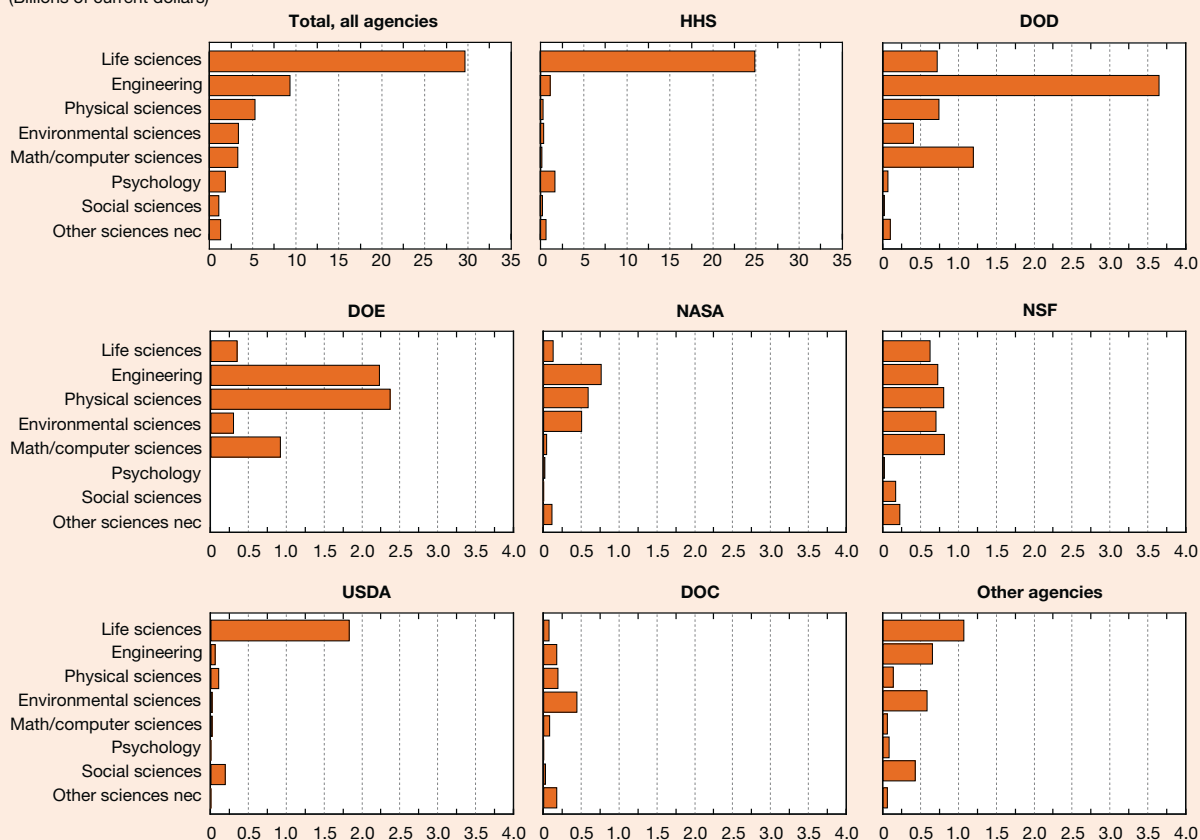 (Billions of current dollars)
Total, all agencies HHS DOD
Life sciences
Engineering
Physical sciences
Environmental sciences
Math/computer sciences
Psychology
Social sciences
Other sciences nec
0 5 10 15 20 25 30 35 0 5 10 15 20 25 30 35 0 0.5 1.0 1.5 2.0 2.5 3.0 3.5 4.0
DOE NASA NSF
Life sciences
Engineering
Physical sciences
Environmental sciences
Math/computer sciences
Psychology
Social sciences
Other sciences nec
0 0.5 1.0 1.5 2.0 2.5 3.0 3.5 4.0 0 0.5 1.0 1.5 2.0 2.5 3.0 3.5 4.0 0 0.5 1.0 1.5 2.0 2.5 3.0 3.5 4.0
USDA DOC Other agencies
Life sciences
Engineering
Physical sciences
Environmental sciences
Math/computer sciences
Psychology
Social sciences
Other sciences nec
0 0.5 1.0 1.5 2.0 2.5 3.0 3.5 4.0 0 0.5 1.0 1.5 2.0 2.5 3.0 3.5 4.0 0 0.5 1.0 1.5 2.0 2.5 3.0 3.5 4.0